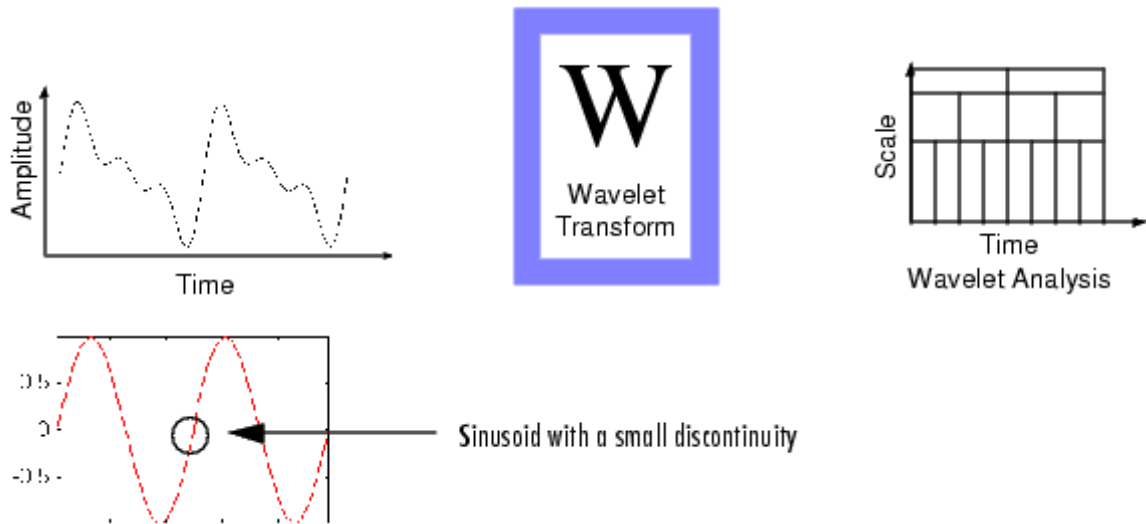 Amplitude
Time
W
Wavelet
Transform
Scale
Time
Wavelet Analysis
0.5
0
-0.5
Sinusoid with a small discontinuity